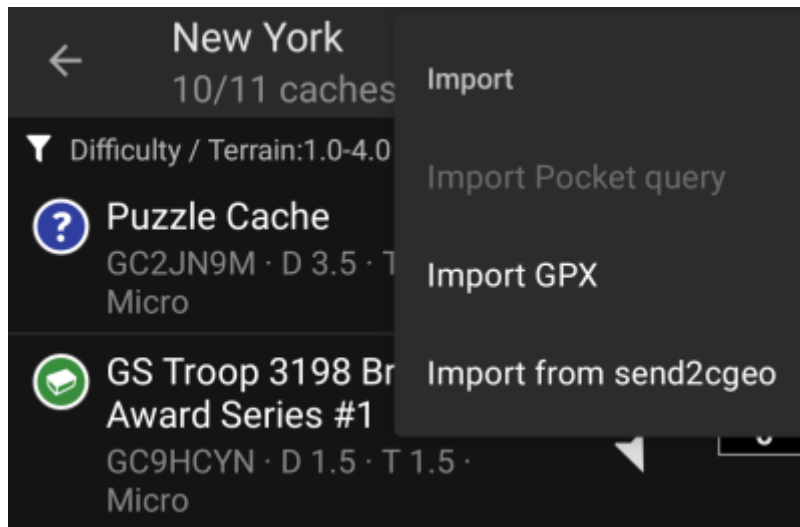 New York
10/11 caches
Difficulty / Terrain:1.0-4.0
? Puzzle Cache
GC2JN9M · D 3.5 · T
Micro
GS Troop 3198 Br
Award Series #1
GC9HCYN · D 1.5 · T 1.5 ·
Micro
Import
Import Pocket query
Import GPX
Import from send2cgeo